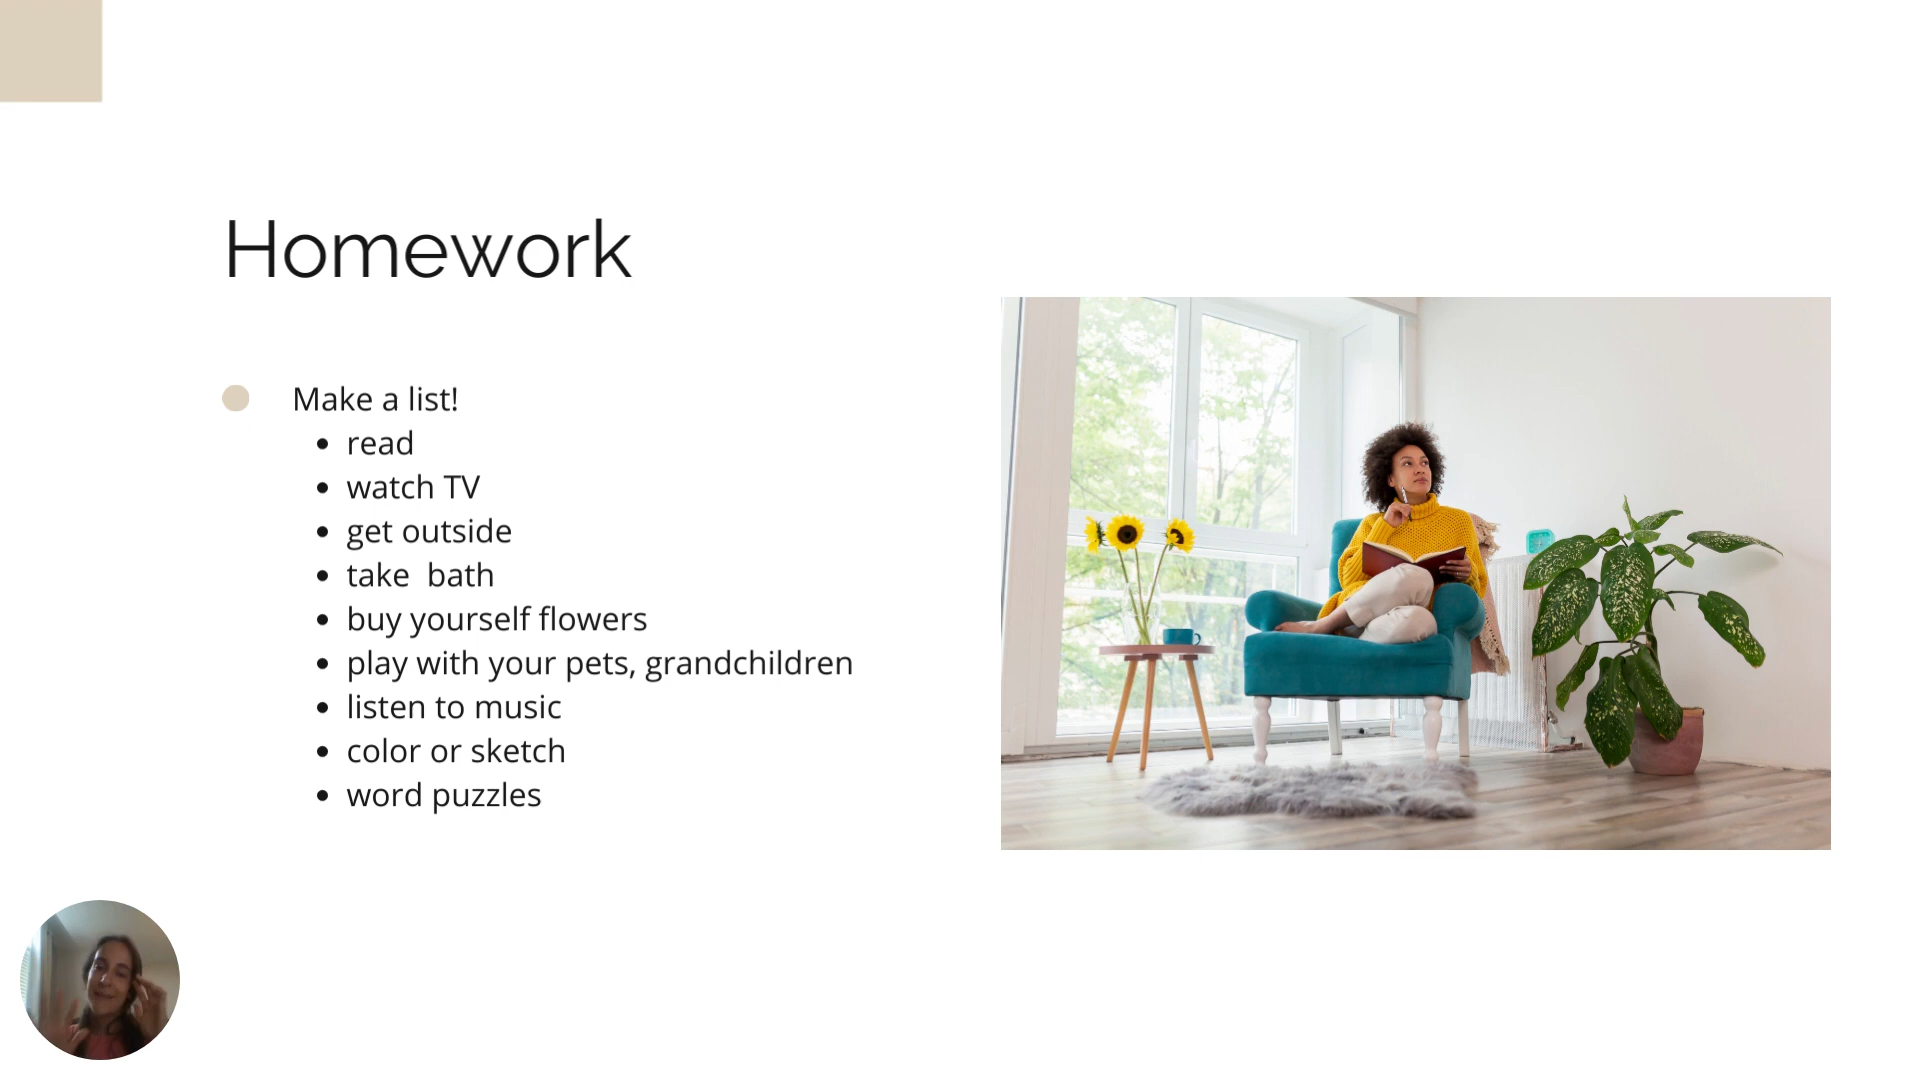 Homework
Make a list!
• read
• watch TV
• get outside
• take  bath
• buy yourself flowers
• play with your pets, grandchildren
• listen to music
• color or sketch
• word puzzles